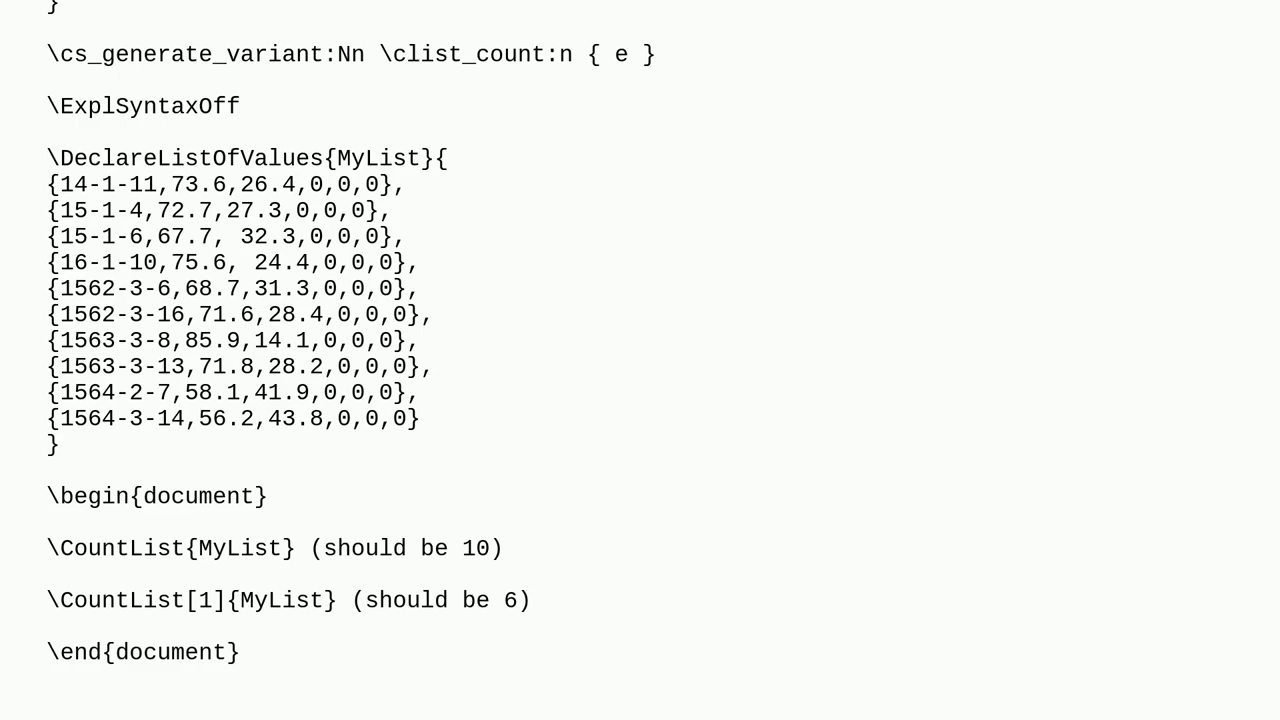 }
\cs_generate_variant:Nn \clist_count:n { e }
\ExplSyntaxOff
\DeclareListOfValues{MyList}{
{14-1-11,73.6,26.4,0,0,0},
{15-1-4,72.7,27.3,0,0,0},
{15-1-6,67.7, 32.3,0,0,0},
{16-1-10,75.6, 24.4,0,0,0},
{1562-3-6,68.7,31.3,0,0,0},
{1562-3-16,71.6,28.4,0,0,0},
{1563-3-8,85.9,14.1,0,0,0},
{1563-3-13,71.8,28.2,0,0,0},
{1564-2-7,58.1,41.9,0,0,0},
{1564-3-14,56.2,43.8,0,0,0}
}
\begin{document}
\CountList{MyList} (should be 10)
\CountList[1]{MyList} (should be 6)
\end{document}